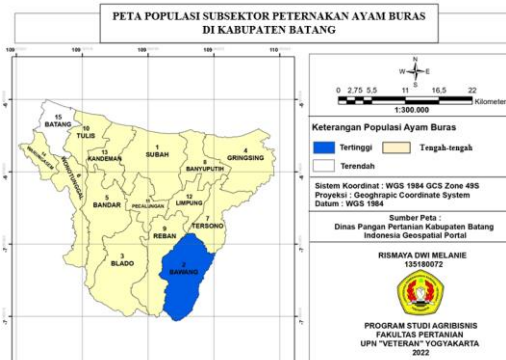 PETA POPULASI SUBSEKTOR PETERNAKAN AYAM BURAS
DI KABUPATEN BATANG
15
BATANG
10
TULIS
13
KANDEMAN
1
SUBAH
4
GRINGSING
8
BANYUPUTIH
WARUNGASEM
WONOTUNGGAL
5
BANDAR
PECALUNGAN
12
LIMPUNG
7
TERSONO
9
REBAN
3
BLADO
2
BAWANG
N
W E
S
0 2,75 5,5 11 16,5 22
Kilometer
1:300.000
Keterangan Populasi Ayam Buras
Tertinggi Tengah-tengah
Terendah
Sistem Koordinat : WGS 1984 GCS Zone 49S
Proyeksi : Geoghrapic Coordinate System
Datum : WGS 1984
Sumber Peta :
Dinas Pangan Pertanian Kabupaten Batang
Indonesia Geospatial Portal
RISMAYA DWI MELANIE
135180072
PROGRAM STUDI AGRIBISNIS
FAKULTAS PERTANIAN
UPN "VETERAN" YOGYAKARTA
2022